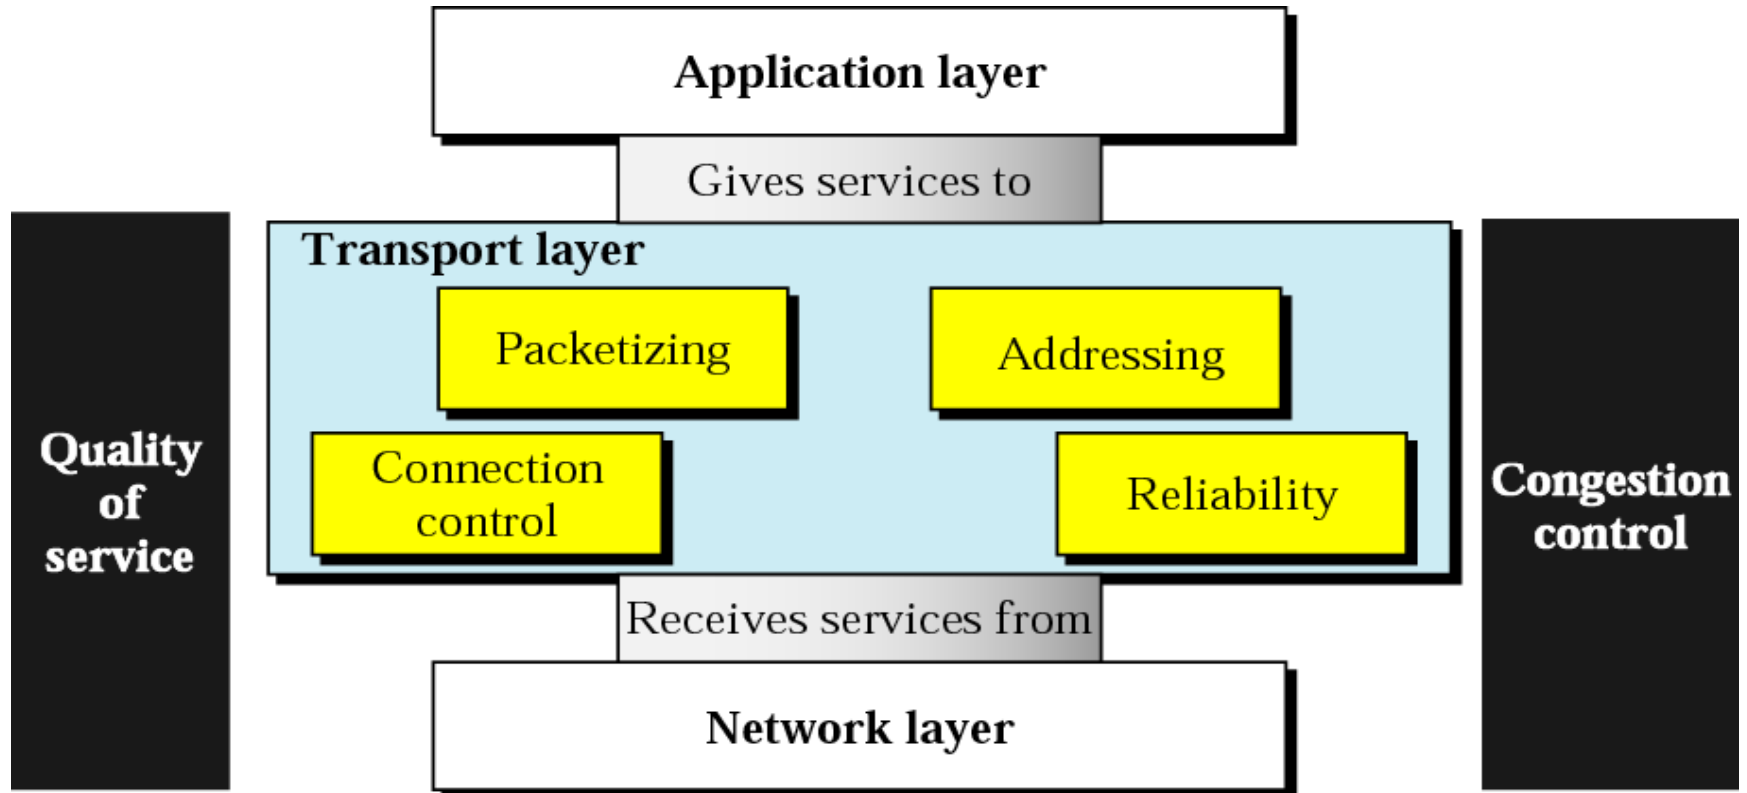 Application layer
Gives services to
Transport layer
Packetizing
Addressing
Connection
control
Reliability
Quality
of
service
Congestion
control
Receives services from
Network layer